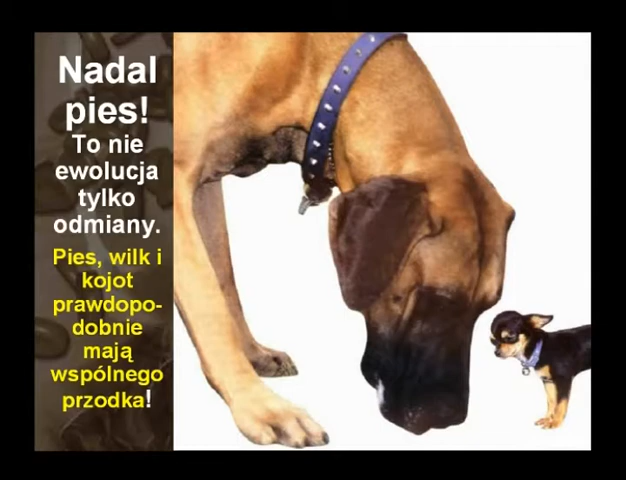 Nadal
pies!
To nie
ewolucja
tylko
odmiany.
Pies, wilk i
kojot
prawdopo-
dobnie
mają
wspólnego
przodka!